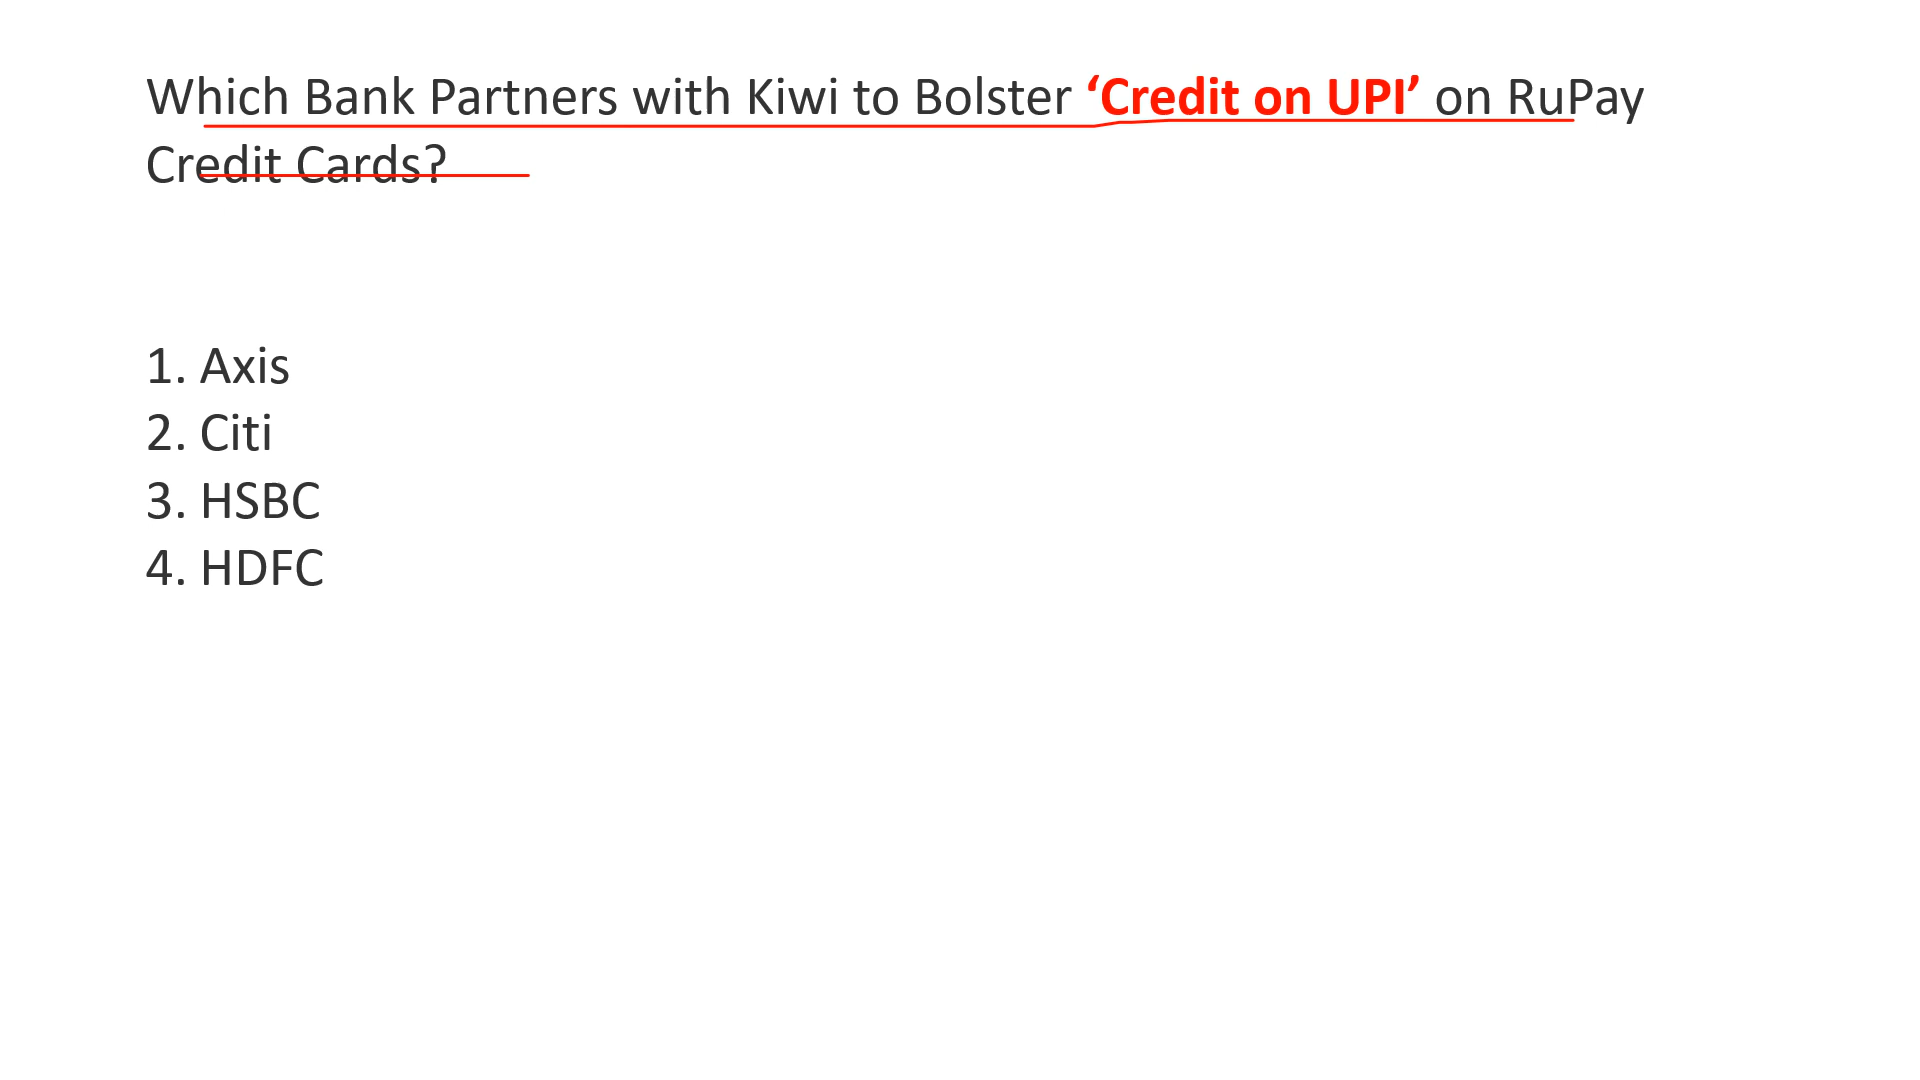 Which Bank Partners with Kiwi to Bolster ‘Credit on UPI’ on RuPay
Credit Cards?
1. Axis
2. Citi
3. HSBC
4. HDFC